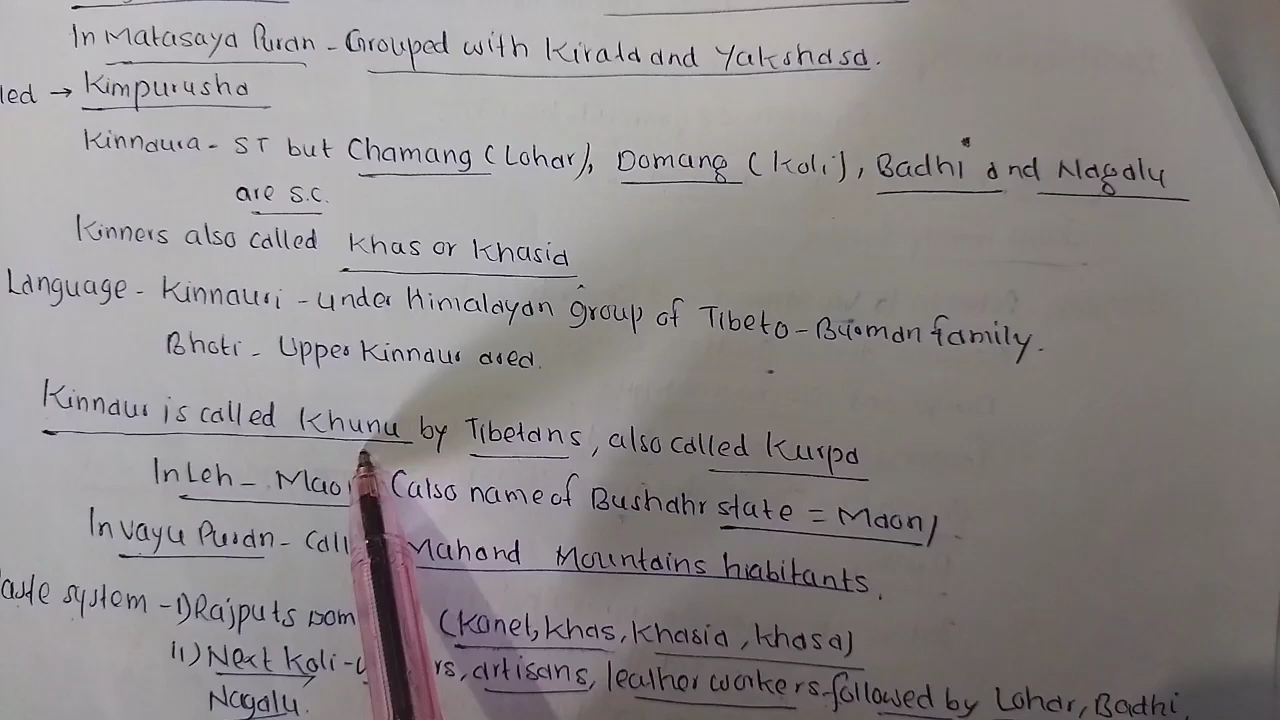 In Matasaya Puran - Grouped with Kirata and Yakshasa.
led → Kimpurusha
Kinnaura - ST but Chamang (Lohar), Domang (Koli), Badhi and Nagalu
are s.c.
Kinners also called Khas or Khasia
Language - Kinnauri - under Himalayan group of Tibeto - Burman family.
Bhoti - Upper Kinnaur area.
Kinnaur is called Khunu by Tibetans, also called Kurpa
In Leh - Mao (also name of Bushahr state = Maon)
In Vayu Puran - Call Mahand Mountains habitants.
aste system - i) Rajputs Dom (Kanet, Khas, Khasia, Khasa)
ii) Next Koli - rs, artisans, leather workers followed by Lohar, Badhi
Nagalu.